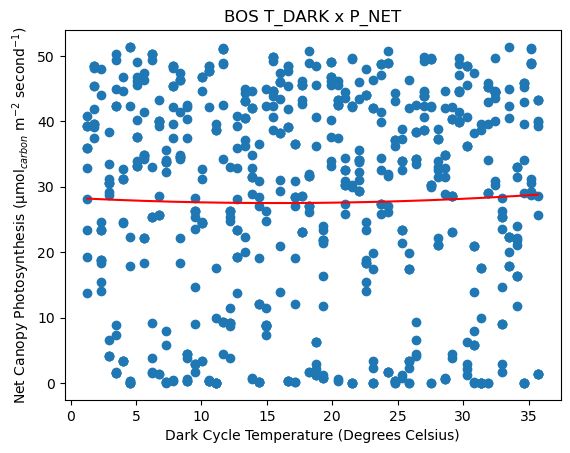 BOS T_DARK x P_NET
Net Canopy Photosynthesis (μmol_carbon m⁻² second⁻¹)
50
40
30
20
10
0
0 5 10 15 20 25 30 35
Dark Cycle Temperature (Degrees Celsius)